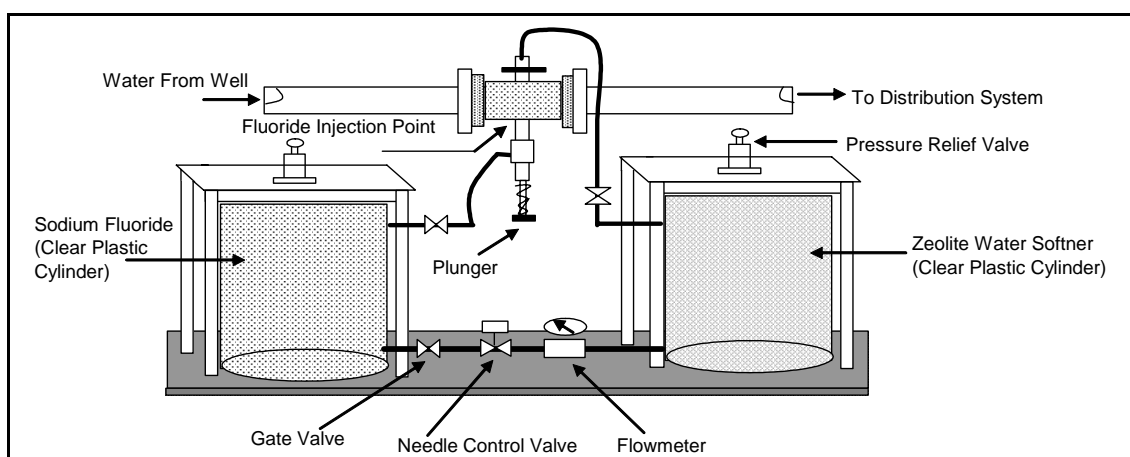 Water From Well
To Distribution System
Fluoride Injection Point
Pressure Relief Valve
Sodium Fluoride
(Clear Plastic
Cylinder)
Plunger
Zeolite Water Softner
(Clear Plastic Cylinder)
Gate Valve
Needle Control Valve
Flowmeter